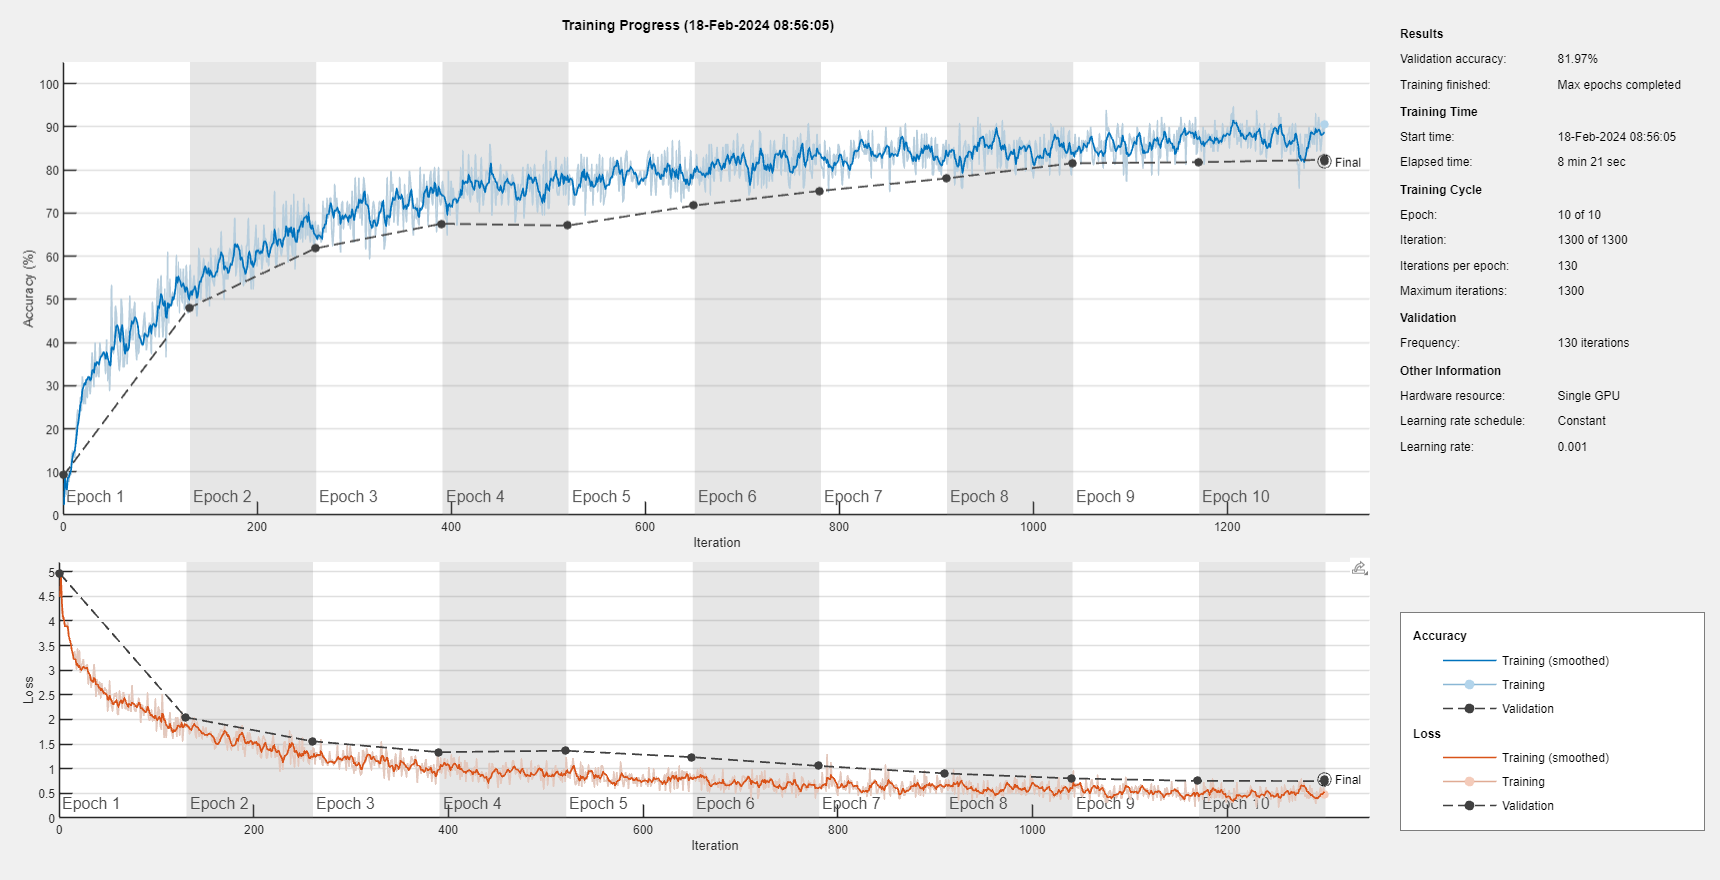 Training Progress (18-Feb-2024 08:56:05)
100
90
80
70
60
50
40
30
20
10
0
Accuracy (%)
Final
Epoch 1
Epoch 2
Epoch 3
Epoch 4
Epoch 5
Epoch 6
Epoch 7
Epoch 8
Epoch 9
Epoch 10
0
200
400
600
800
1000
1200
Iteration
5
4.5
4
3.5
3
2.5
2
1.5
1
0.5
0
Loss
Final
Epoch 1
Epoch 2
Epoch 3
Epoch 4
Epoch 5
Epoch 6
Epoch 7
Epoch 8
Epoch 9
Epoch 10
0
200
400
600
800
1000
1200
Iteration
Results
Validation accuracy: 81.97%
Training finished: Max epochs completed
Training Time
Start time: 18-Feb-2024 08:56:05
Elapsed time: 8 min 21 sec
Training Cycle
Epoch: 10 of 10
Iteration: 1300 of 1300
Iterations per epoch: 130
Maximum iterations: 1300
Validation
Frequency: 130 iterations
Other Information
Hardware resource: Single GPU
Learning rate schedule: Constant
Learning rate: 0.001
Accuracy
Training (smoothed)
Training
Validation
Loss
Training (smoothed)
Training
Validation